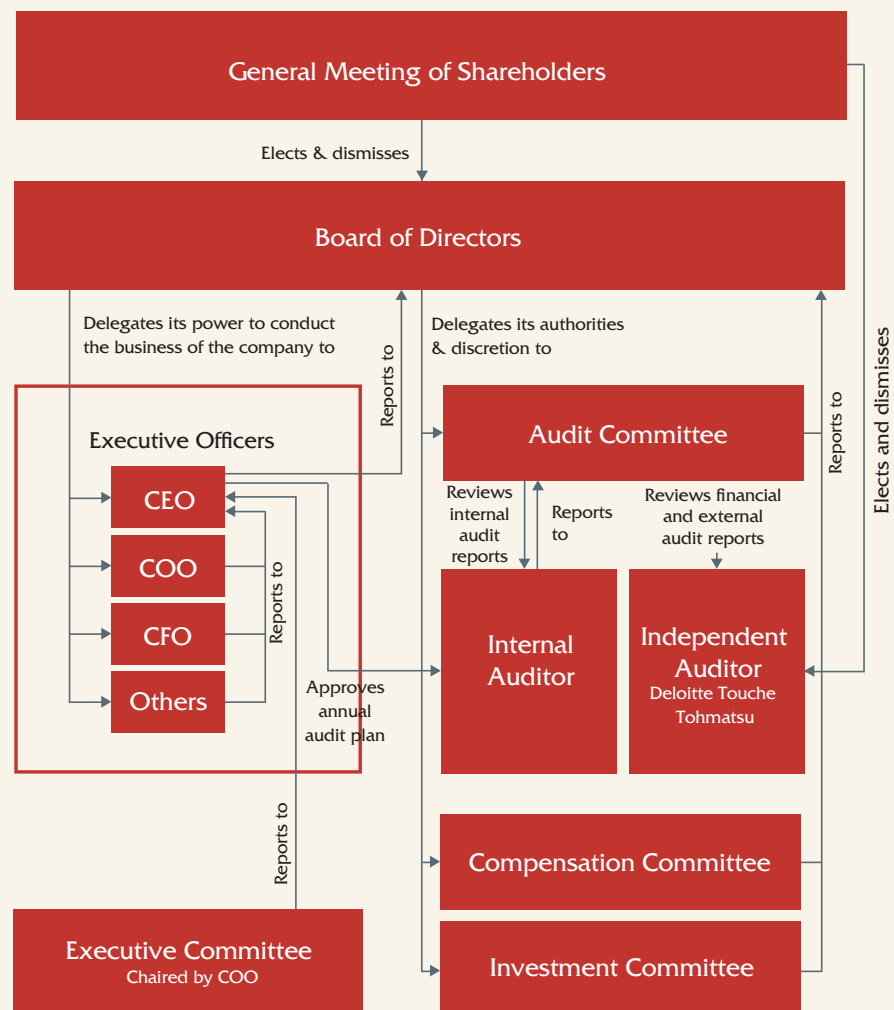 General Meeting of Shareholders
Elects & dismisses
Board of Directors
Delegates its power to conduct
the business of the company to
Reports to
Delegates its authorities
& discretion to
Reports to
Elects and dismisses
Executive Officers
CEO
COO
CFO
Others
Reports to
Audit Committee
Reviews
internal
audit
reports
Reports
to
Reviews financial
and external
audit reports
Internal
Auditor
Independent
Auditor
Deloitte Touche
Tohmatsu
Approves
annual
audit plan
Reports to
Compensation Committee
Executive Committee
Chaired by COO
Investment Committee